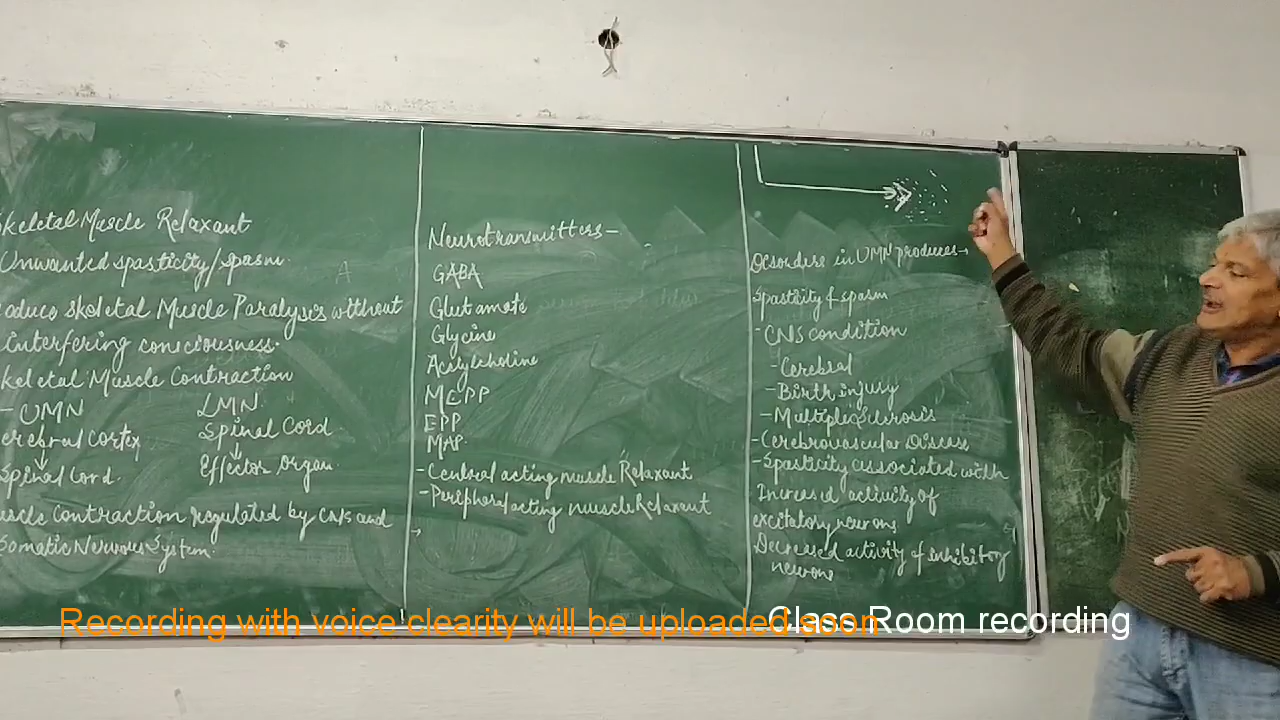 Skeletal Muscle Relaxant
Unwanted spasticity/spasm.
oduce Skeletal Muscle Paralysis without
interfering consciousness.
keletal Muscle Contraction
- UMN LMN
erebral Cortex Spinal Cord
Spinal Cord. Effector Organ.
uscle Contraction regulated by CNS and
Somatic Nervous System.
A
Neurotransmitters -
GABA
Glutamate
Glycine
Acetylcholine
MEPP
EPP
MAP.
- Central acting muscle Relaxant
- Peripheral acting muscle Relaxant
Disorders in UMN produces
Spasticity & spasm
- CNS condition
- Cerebral
- Birth injury
- Multiple sclerosis
- Cerebrovascular Disease
- Spasticity associated with
Increased activity of
excitatory neurons
Decreased activity of inhibitory
neurons
Recording with voice clearity will be uploaded soon
Class Room recording